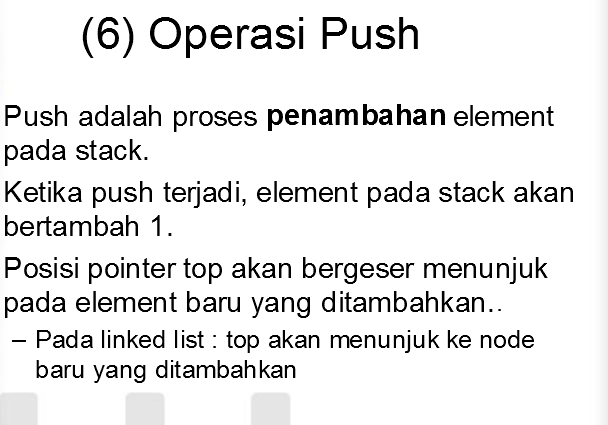 (6) Operasi Push
Push adalah proses penambahan element
pada stack.
Ketika push terjadi, element pada stack akan
bertambah 1.
Posisi pointer top akan bergeser menunjuk
pada element baru yang ditambahkan..
– Pada linked list : top akan menunjuk ke node
baru yang ditambahkan